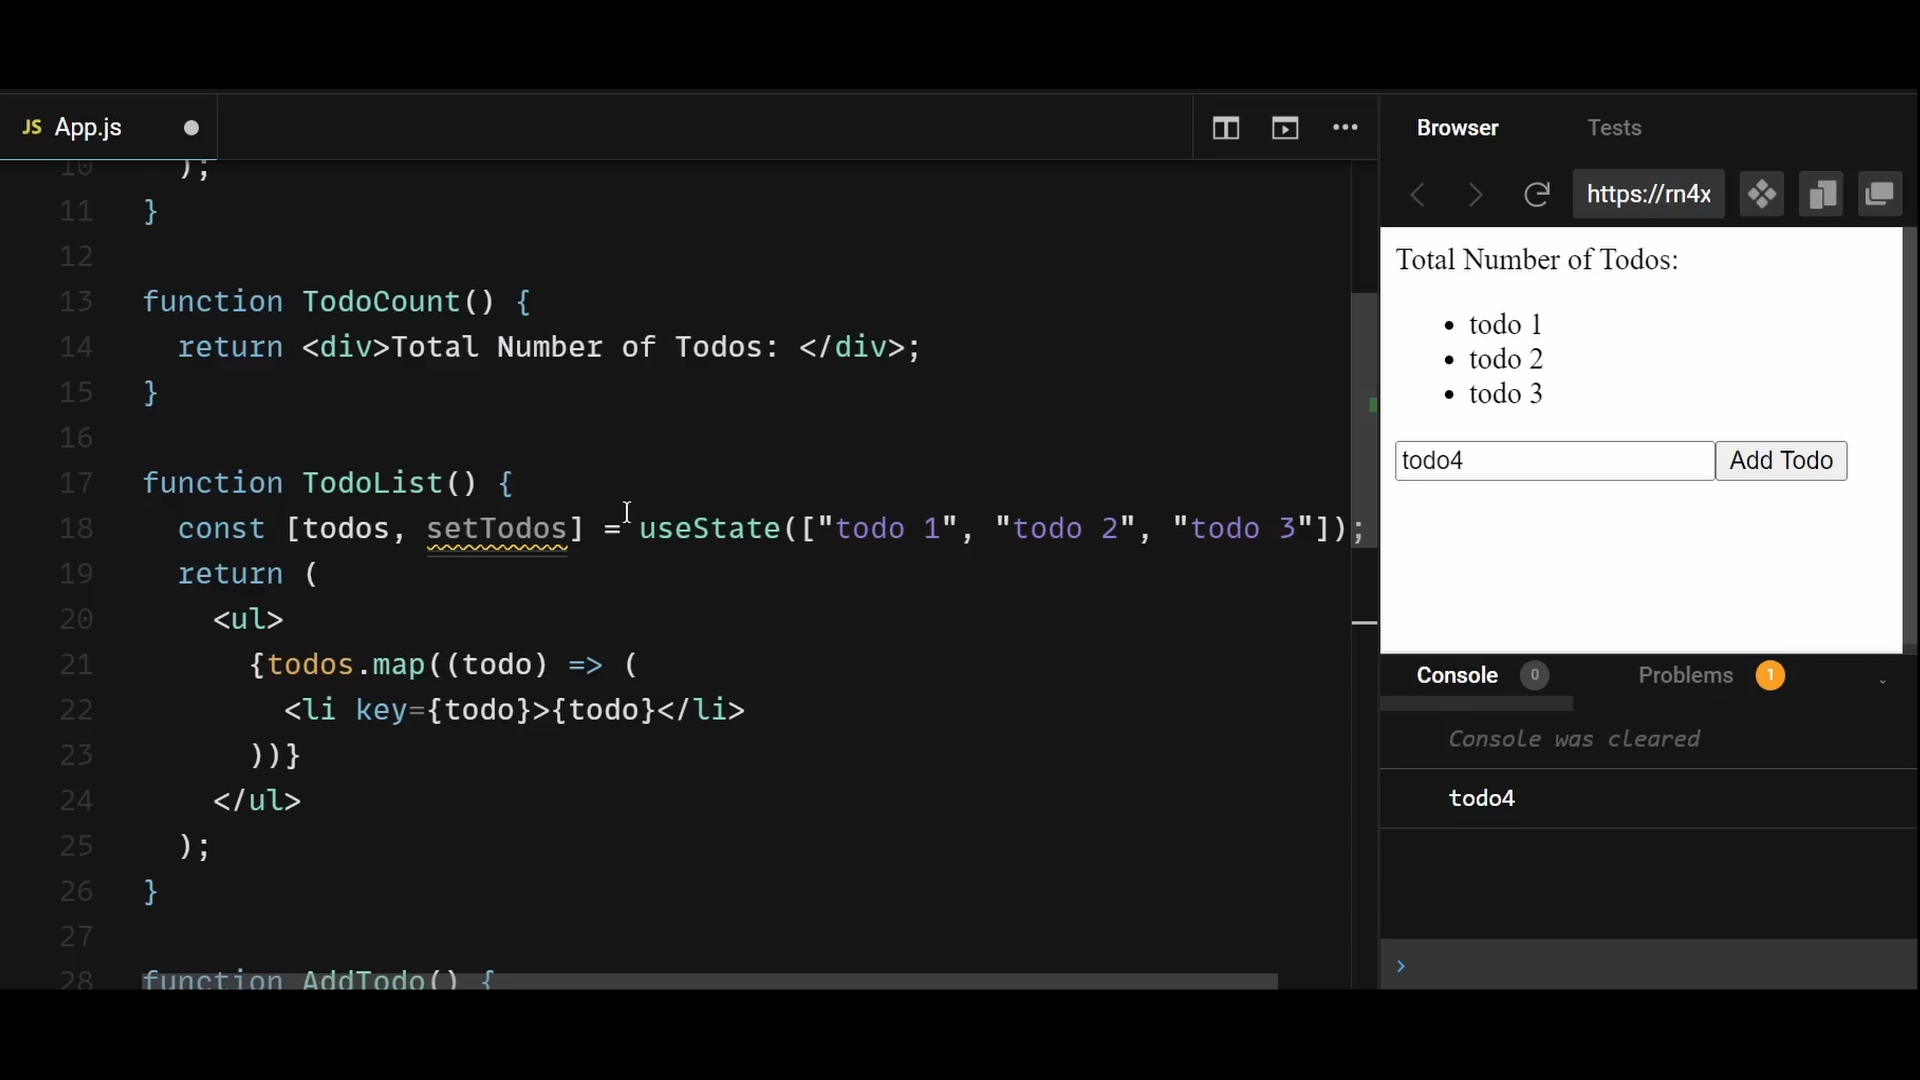 JS App.js
10 );
11 }
12
13 function TodoCount() {
14 return <div>Total Number of Todos: </div>;
15 }
16
17 function TodoList() {
18 const [todos, setTodos] = useState(["todo 1", "todo 2", "todo 3"]);
19 return (
20 <ul>
21 {todos.map((todo) => (
22 <li key={todo}>{todo}</li>
23 ))}
24 </ul>
25 );
26 }
27
28 function AddTodo() {
Browser Tests
https://rn4x
Total Number of Todos:
• todo 1
• todo 2
• todo 3
todo4 Add Todo
Console 0 Problems 1
Console was cleared
todo4
›